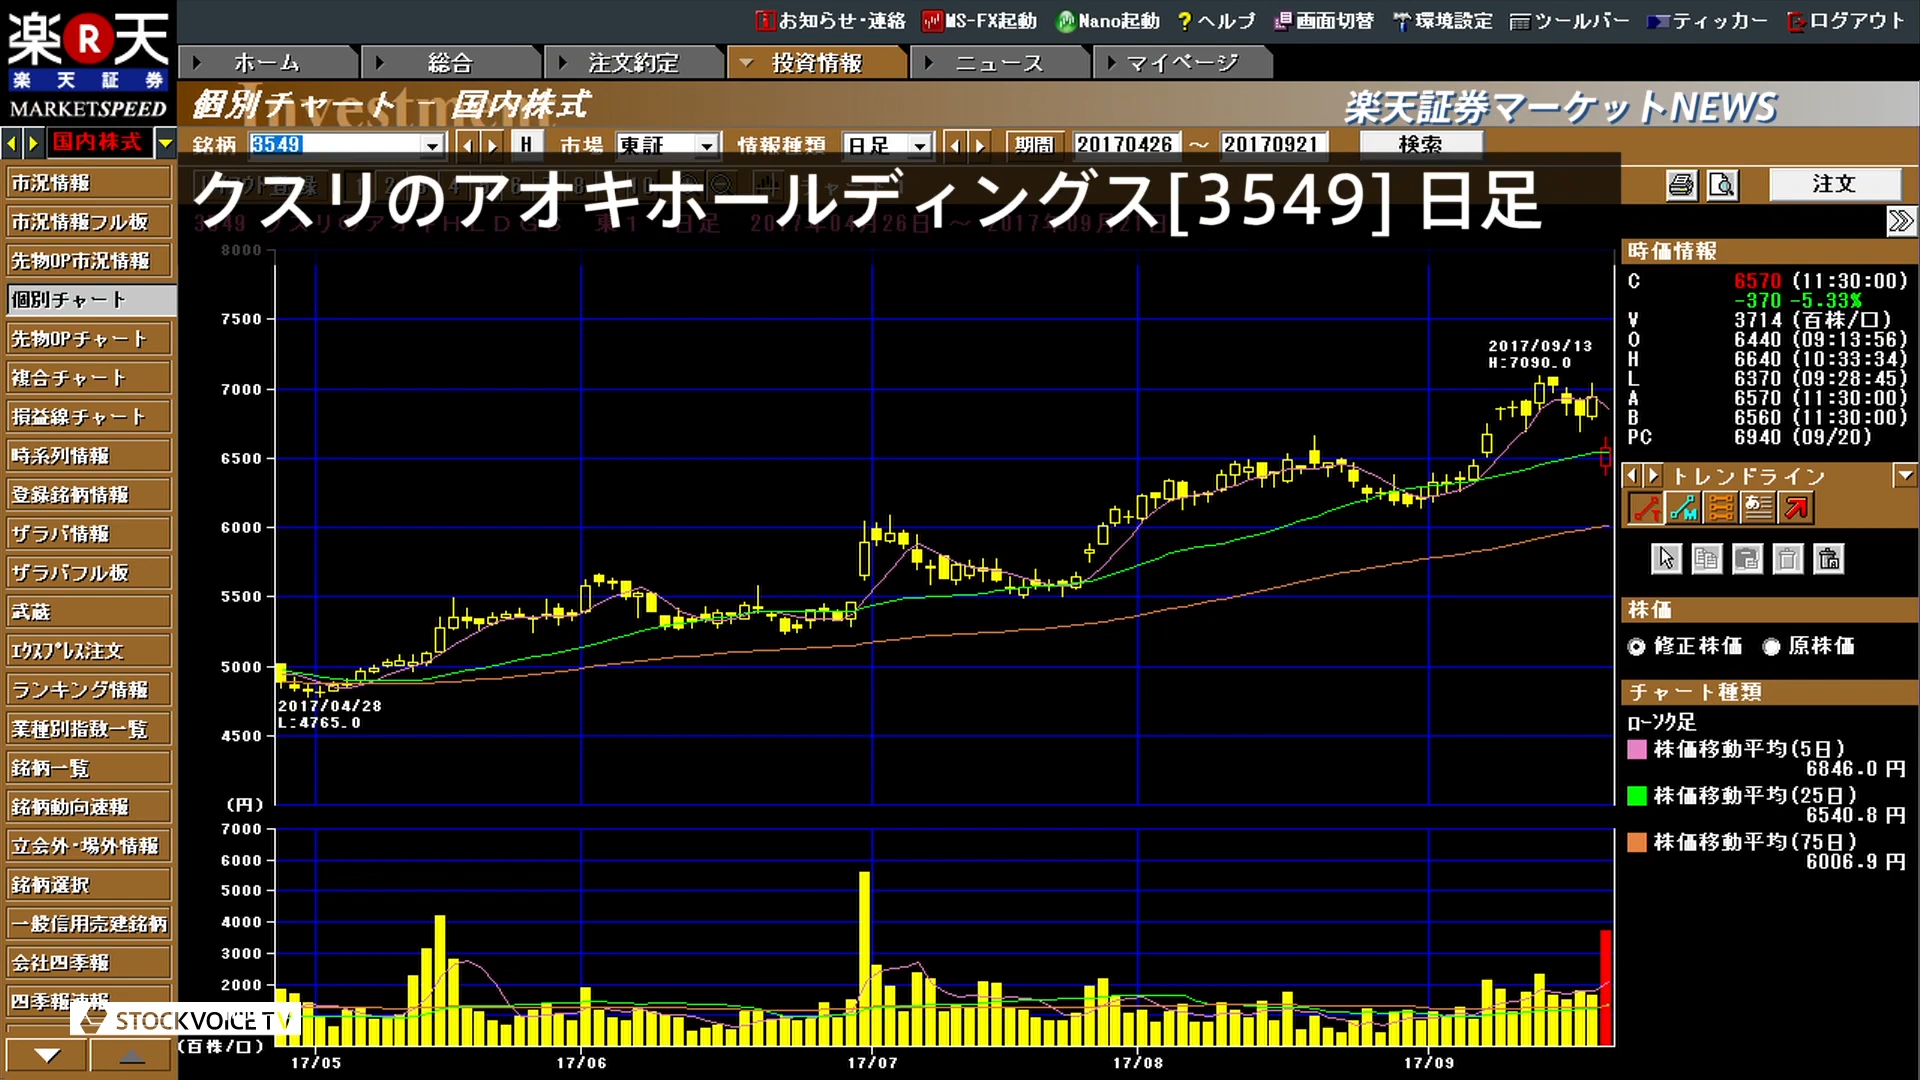 楽天
楽天証券
MARKETSPEED
お知らせ・連絡 MS-FX起動 Nano起動 ヘルプ 画面切替 環境設定 ツールバー ティッカー ログアウト
ホーム 総合 注文約定 投資情報 ニュース マイページ
個別チャート － 国内株式
楽天証券マーケットNEWS
国内株式
銘柄 3549 H 市場 東証 情報種類 日足 期間 20170426 ～ 20170921 検索
クスリのアオキホールディングス[3549] 日足
注文
市況情報
市況情報フル板
先物OP市況情報
個別チャート
先物OPチャート
複合チャート
損益線チャート
時系列情報
登録銘柄情報
ザラバ情報
ザラバフル板
武蔵
エクスプレス注文
ランキング情報
業種別指数一覧
銘柄一覧
銘柄動向速報
立会外・場外情報
銘柄選択
一般信用売建銘柄
会社四季報
四季報速報
STOCKVOICE TV
8000
7500
7000
6500
6000
5500
5000
4500
(円)
2017/09/13
H:7090.0
2017/04/28
L:4765.0
7000
6000
5000
4000
3000
2000
(百株/口)
17/05 17/06 17/07 17/08 17/09
時価情報
C 6570 (11:30:00)
-370 -5.33%
V 3714 (百株/口)
O 6440 (09:13:56)
H 6640 (10:33:34)
L 6370 (09:28:45)
A 6570 (11:30:00)
B 6560 (11:30:00)
PC 6940 (09/20)
トレンドライン
株価
修正株価 原株価
チャート種類
ローソク足
株価移動平均(5日)
6846.0 円
株価移動平均(25日)
6540.8 円
株価移動平均(75日)
6006.9 円